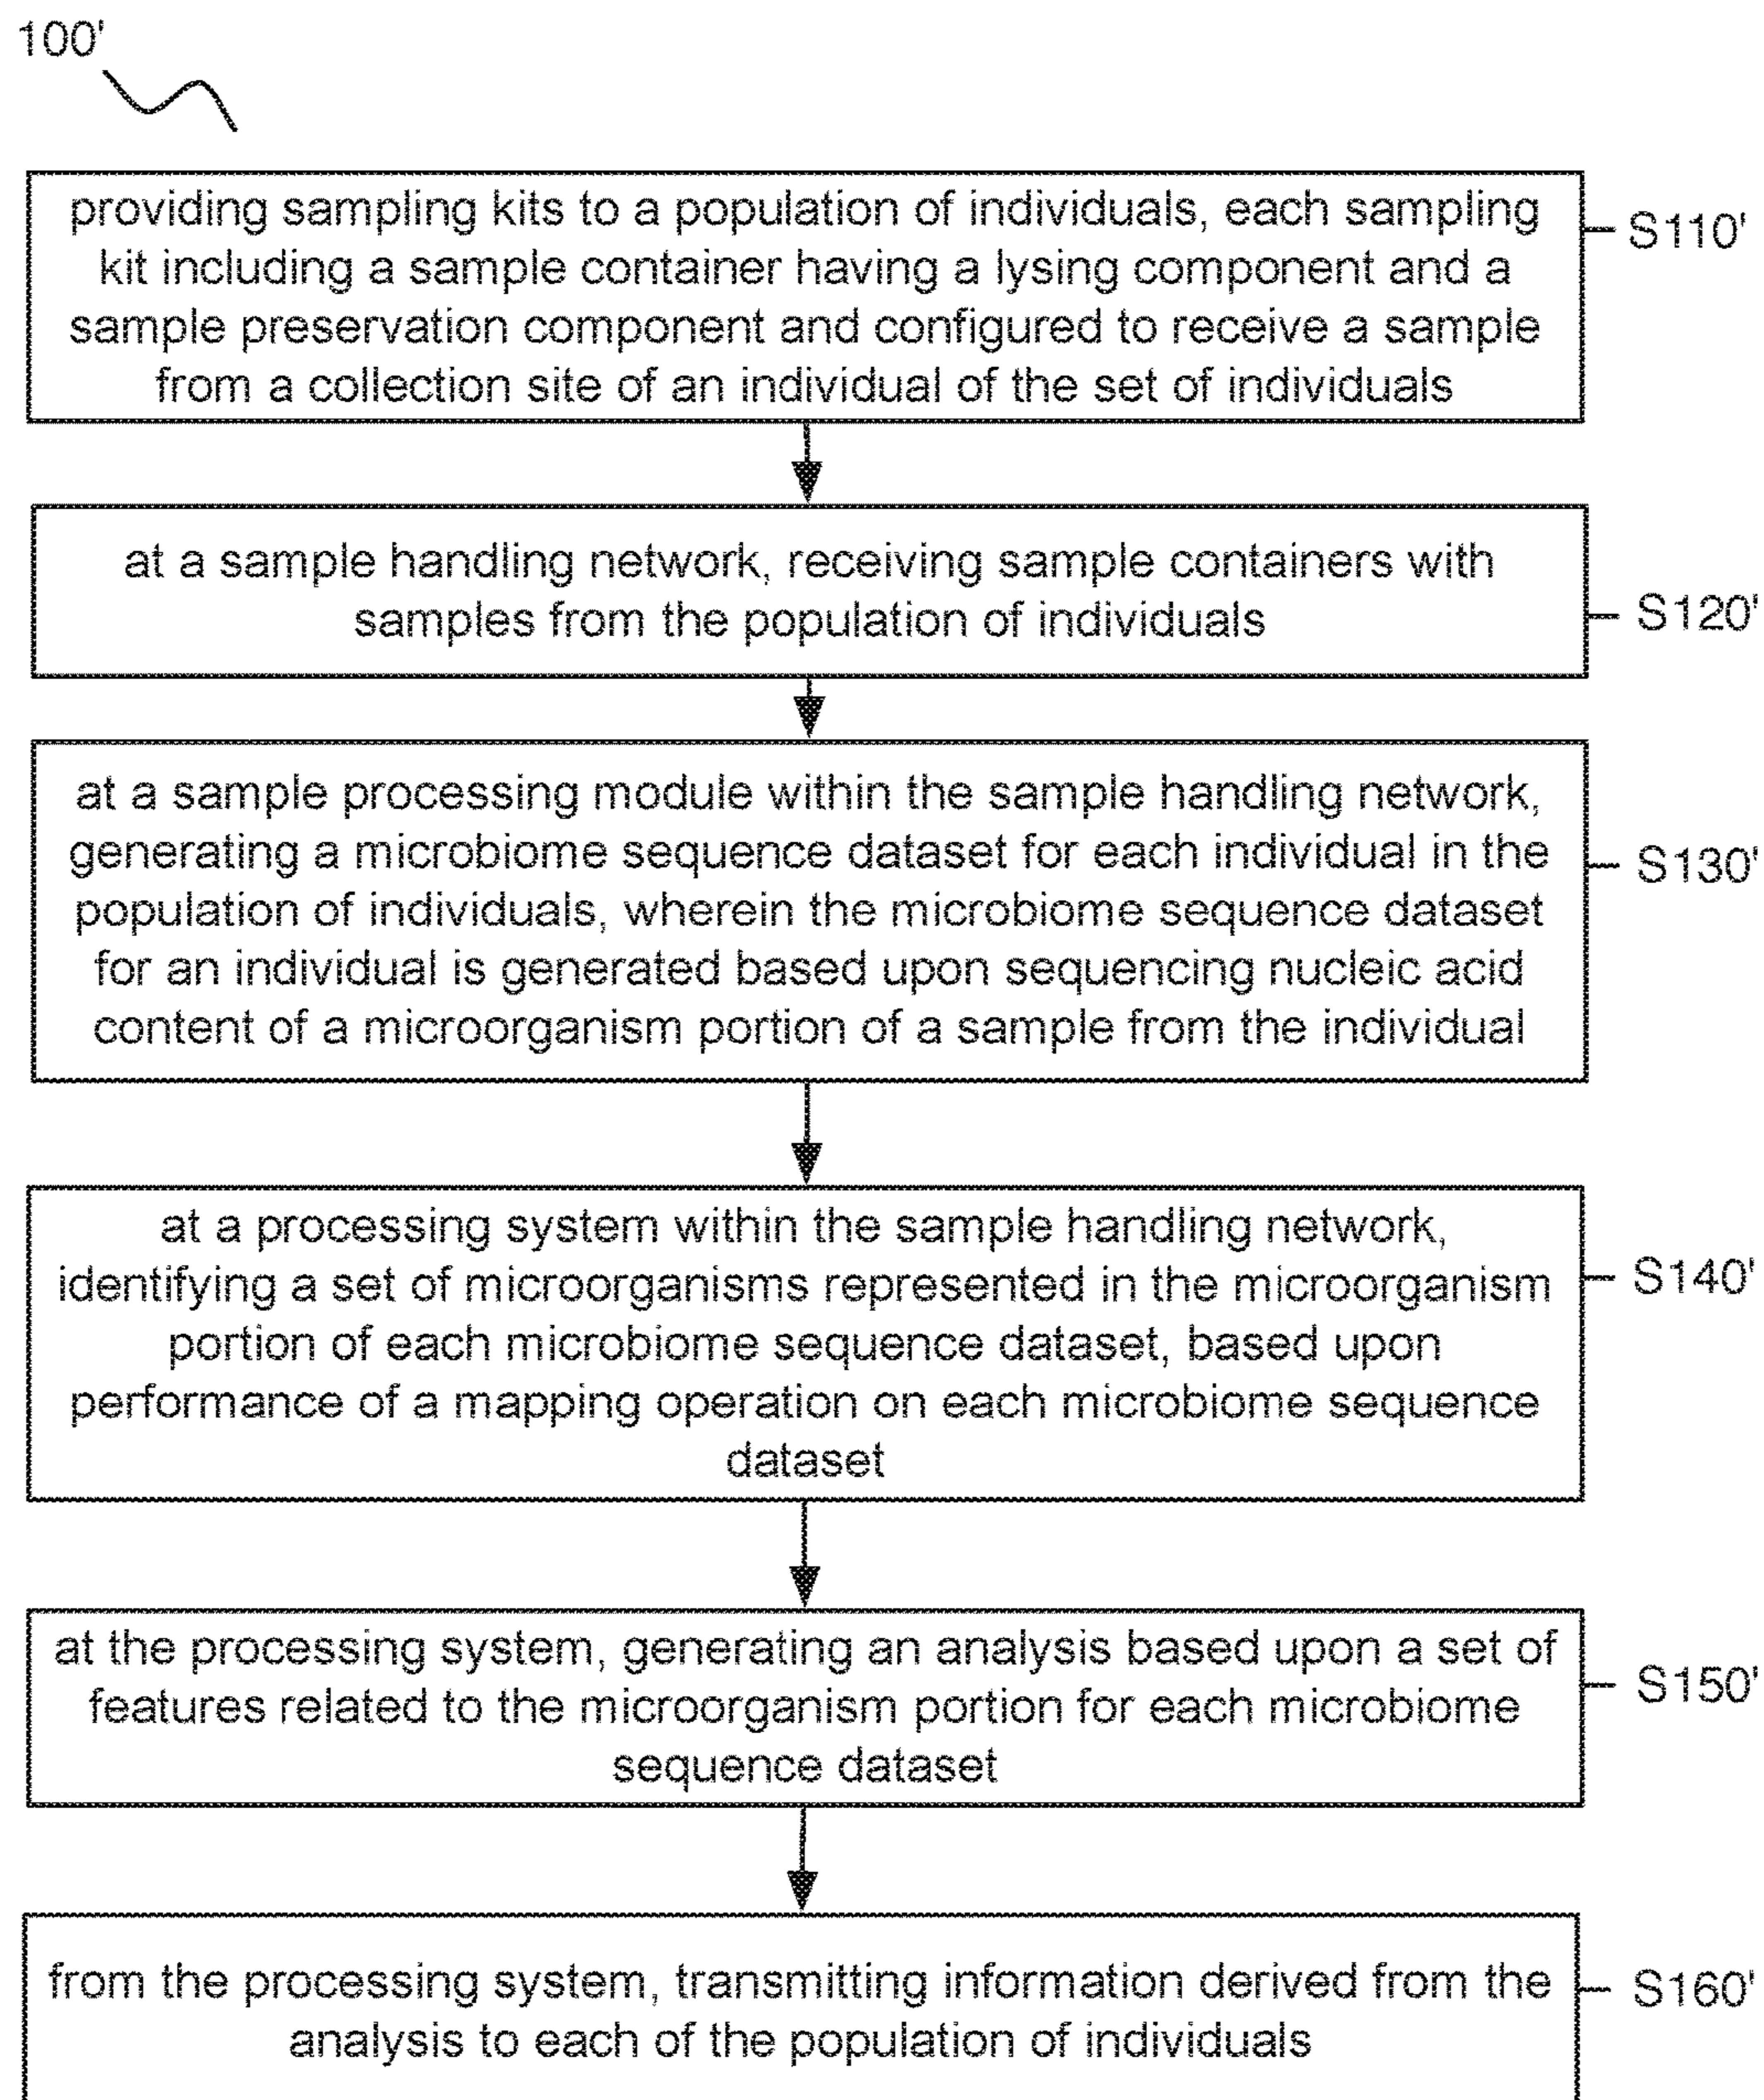 100'
providing sampling kits to a population of individuals, each sampling
kit including a sample container having a lysing component and a
sample preservation component and configured to receive a sample
from a collection site of an individual of the set of individuals
S110'
at a sample handling network, receiving sample containers with
samples from the population of individuals
S120'
at a sample processing module within the sample handling network,
generating a microbiome sequence dataset for each individual in the
population of individuals, wherein the microbiome sequence dataset
for an individual is generated based upon sequencing nucleic acid
content of a microorganism portion of a sample from the individual
S130'
at a processing system within the sample handling network,
identifying a set of microorganisms represented in the microorganism
portion of each microbiome sequence dataset, based upon
performance of a mapping operation on each microbiome sequence
dataset
S140'
at the processing system, generating an analysis based upon a set of
features related to the microorganism portion for each microbiome
sequence dataset
S150'
from the processing system, transmitting information derived from the
analysis to each of the population of individuals
S160'